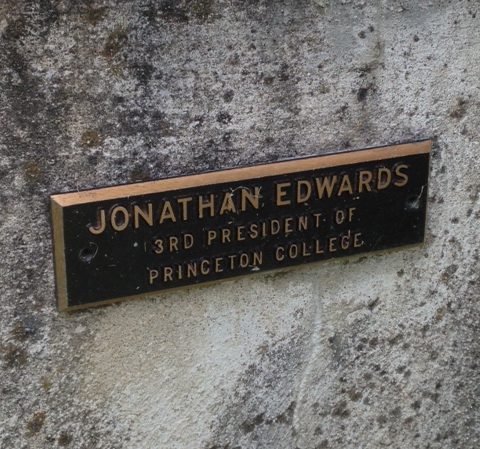 JONATHAN EDWARDS
3RD PRESIDENT OF
PRINCETON COLLEGE